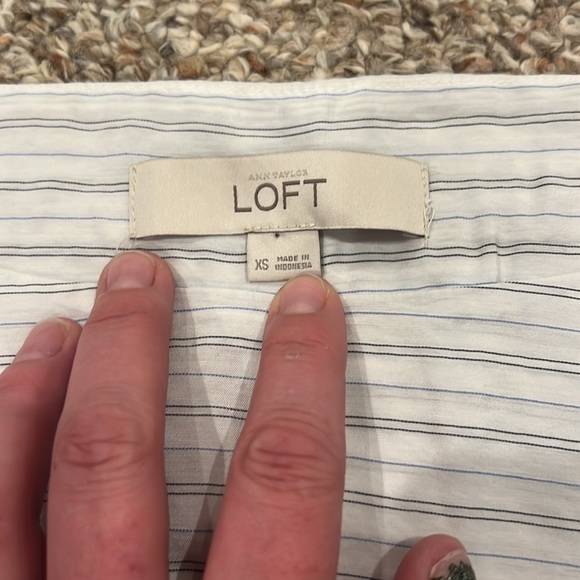 ANN TAYLOR
LOFT
XS
MADE IN
INDONESIA